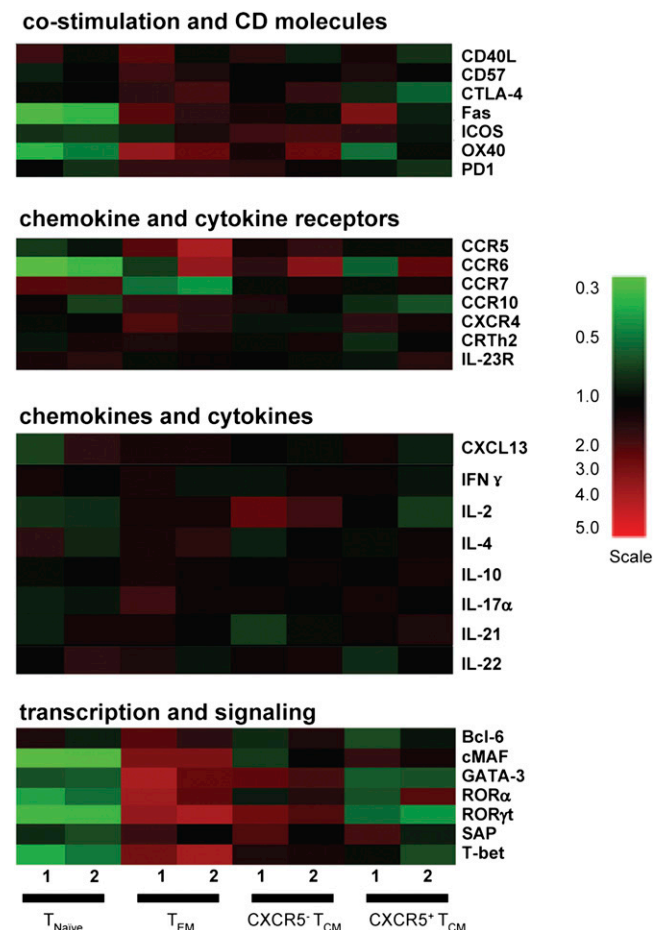 co-stimulation and CD molecules
CD40L
CD57
CTLA-4
Fas
ICOS
OX40
PD1
chemokine and cytokine receptors
CCR5
CCR6
CCR7
CCR10
CXCR4
CRTh2
IL-23R
0.3
0.5
1.0
2.0
3.0
4.0
5.0
Scale
chemokines and cytokines
CXCL13
IFN γ
IL-2
IL-4
IL-10
IL-17α
IL-21
IL-22
transcription and signaling
Bcl-6
cMAF
GATA-3
RORα
RORγt
SAP
T-bet
1 2 1 2 1 2 1 2
TNaïve TEM CXCR5- TCM CXCR5+ TCM